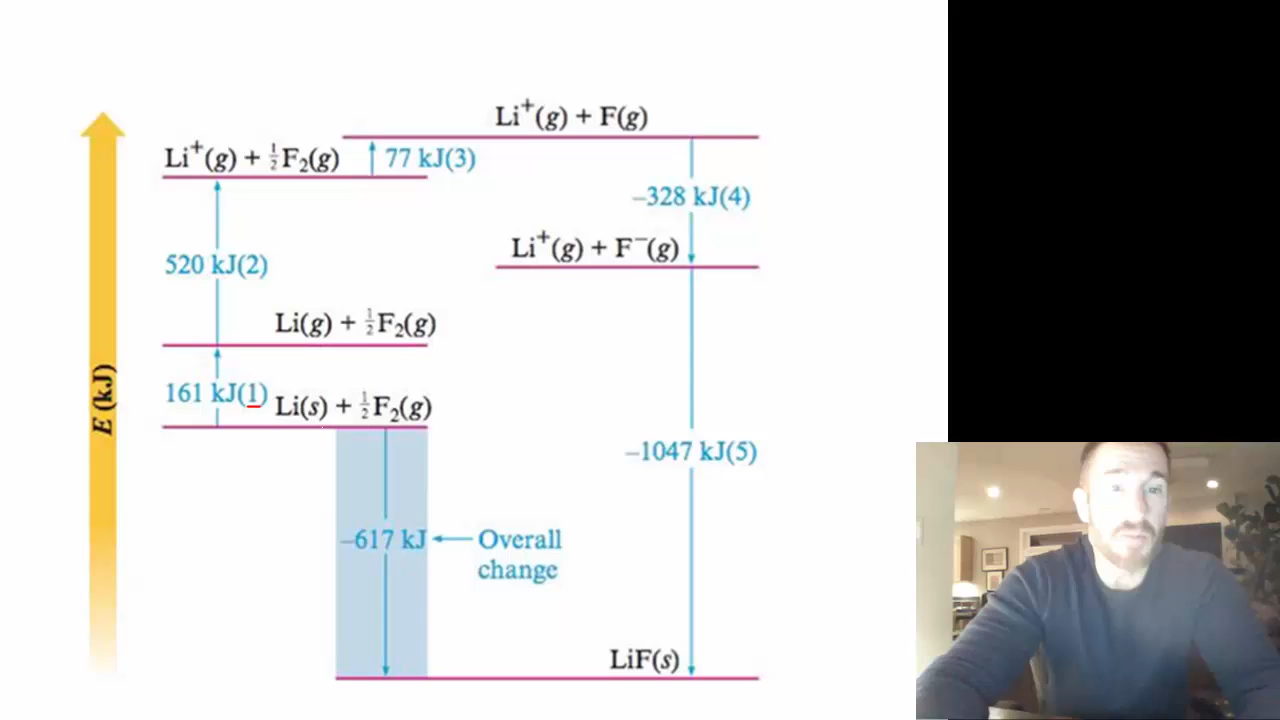 Li⁺(g) + F(g)
Li⁺(g) + ½F₂(g)
77 kJ(3)
–328 kJ(4)
Li⁺(g) + F⁻(g)
520 kJ(2)
Li(g) + ½F₂(g)
161 kJ(1)
Li(s) + ½F₂(g)
E (kJ)
–1047 kJ(5)
–617 kJ
Overall
change
LiF(s)